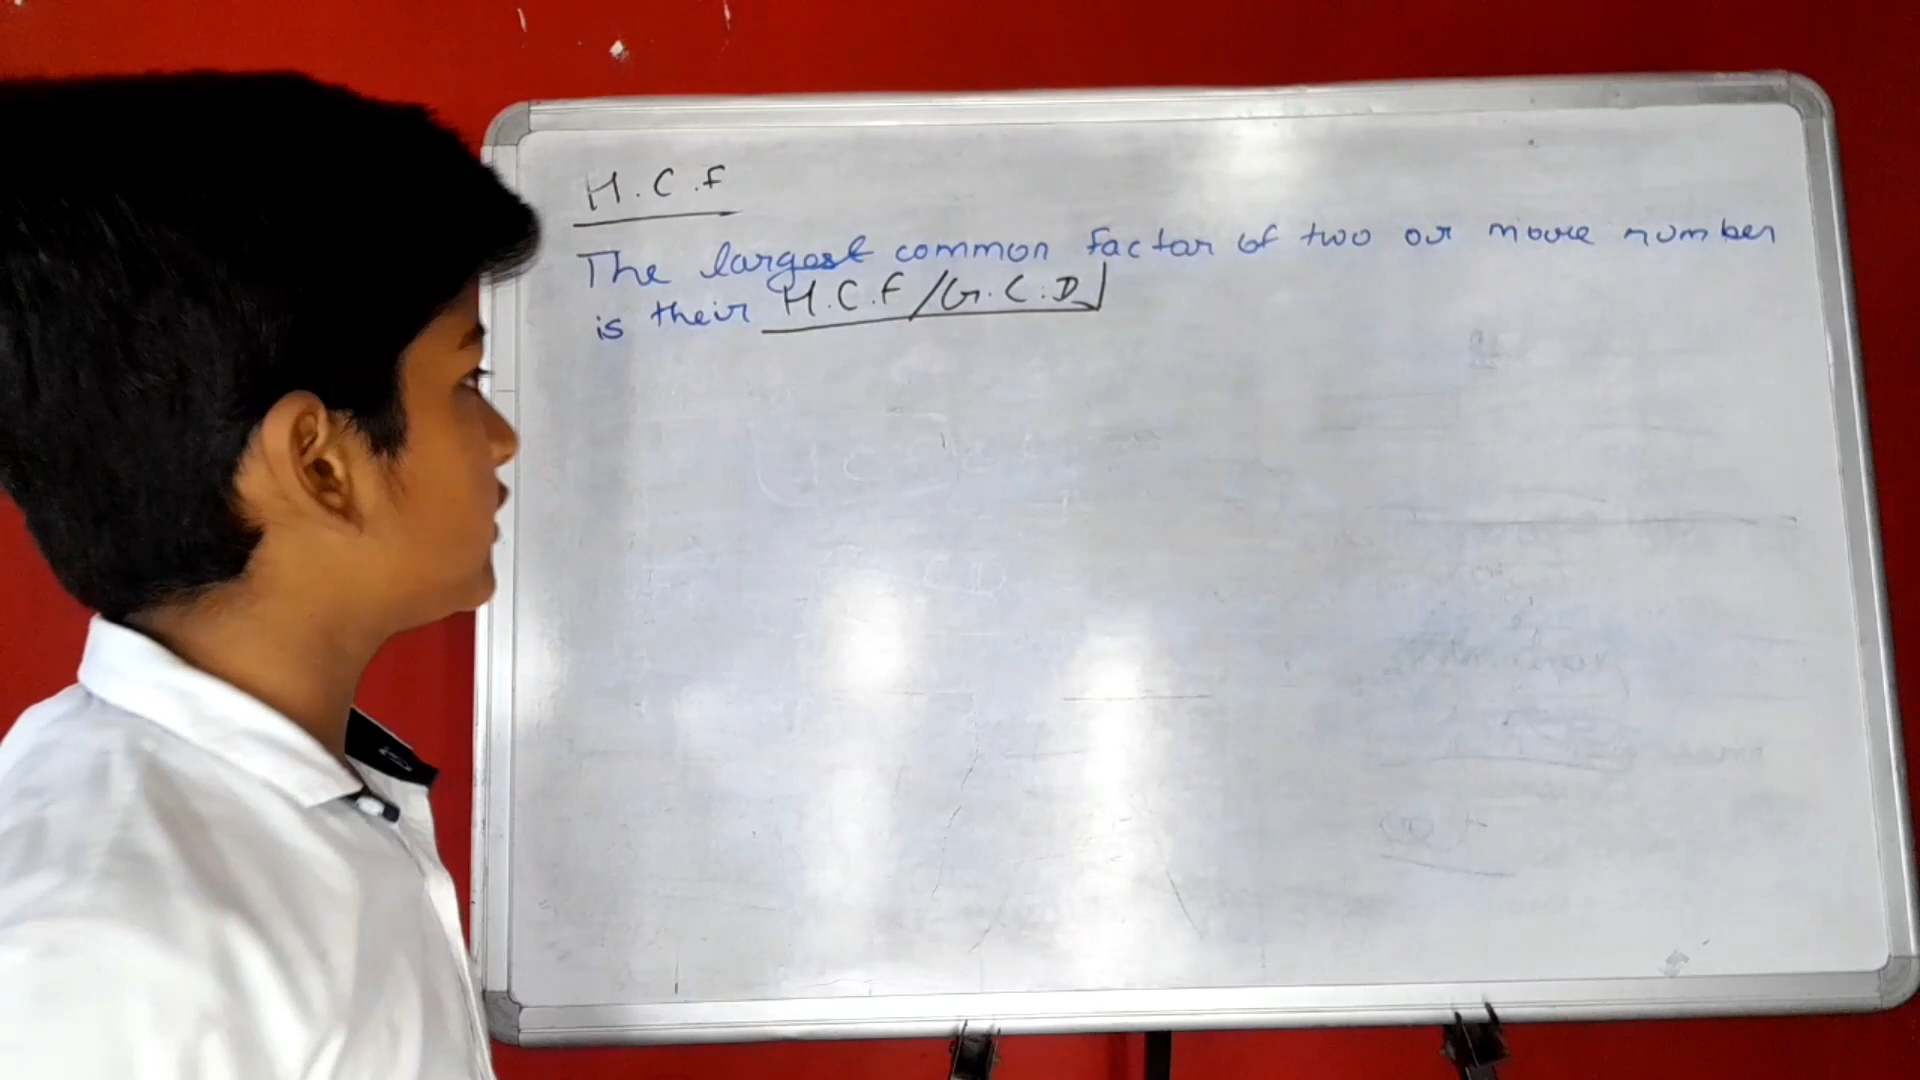 H.C.F
The largest common factor of two or more number
is their H.C.F/G.C.D